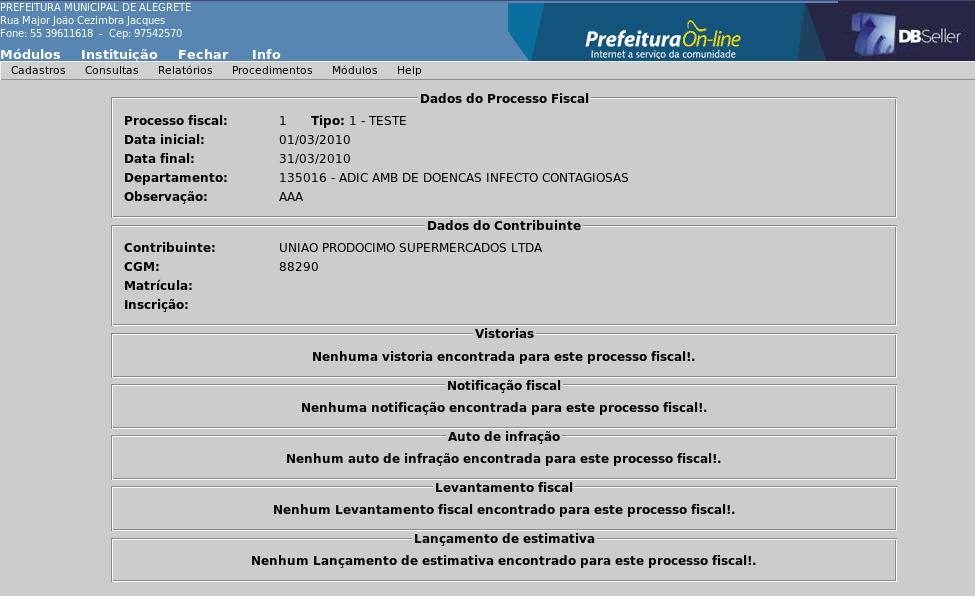 PREFEITURA MUNICIPAL DE ALEGRETE
Rua Major João Cezimbra Jacques
Fone: 55 39611618 - Cep: 97542570
Módulos Instituição Fechar Info
PrefeituraOn-line
Internet a serviço da comunidade
DBSeller
Cadastros Consultas Relatórios Procedimentos Módulos Help
Dados do Processo Fiscal
Processo fiscal: 1 Tipo: 1 - TESTE
Data inicial: 01/03/2010
Data final: 31/03/2010
Departamento: 135016 - ADIC AMB DE DOENCAS INFECTO CONTAGIOSAS
Observação: AAA
Dados do Contribuinte
Contribuinte: UNIAO PRODOCIMO SUPERMERCADOS LTDA
CGM: 88290
Matrícula:
Inscrição:
Vistorias
Nenhuma vistoria encontrada para este processo fiscal!.
Notificação fiscal
Nenhuma notificação encontrada para este processo fiscal!.
Auto de infração
Nenhum auto de infração encontrada para este processo fiscal!.
Levantamento fiscal
Nenhum Levantamento fiscal encontrado para este processo fiscal!.
Lançamento de estimativa
Nenhum Lançamento de estimativa encontrado para este processo fiscal!.